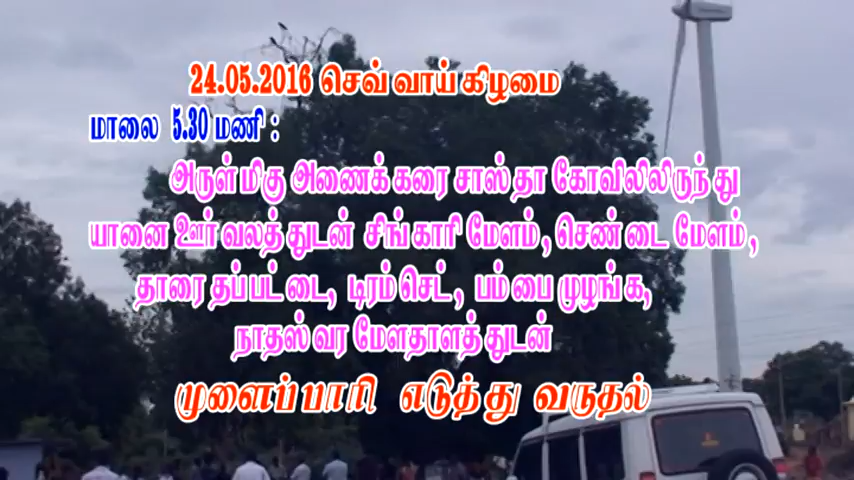 24.05.2016 செவ்வாய்கிழமை
மாலை 5.30 மணி :
அருள்மிகு அணைக்கரை சாஸ்தா கோவிலிலிருந்து
யானை ஊர்வலத்துடன் சிங்காரி மேளம், செண்டை மேளம்,
தாரை தப்பட்டை, டிரம்செட், பம்பை முழங்க,
நாதஸ்வர மேளதாளத்துடன்
முளைப்பாரி எடுத்து வருதல்